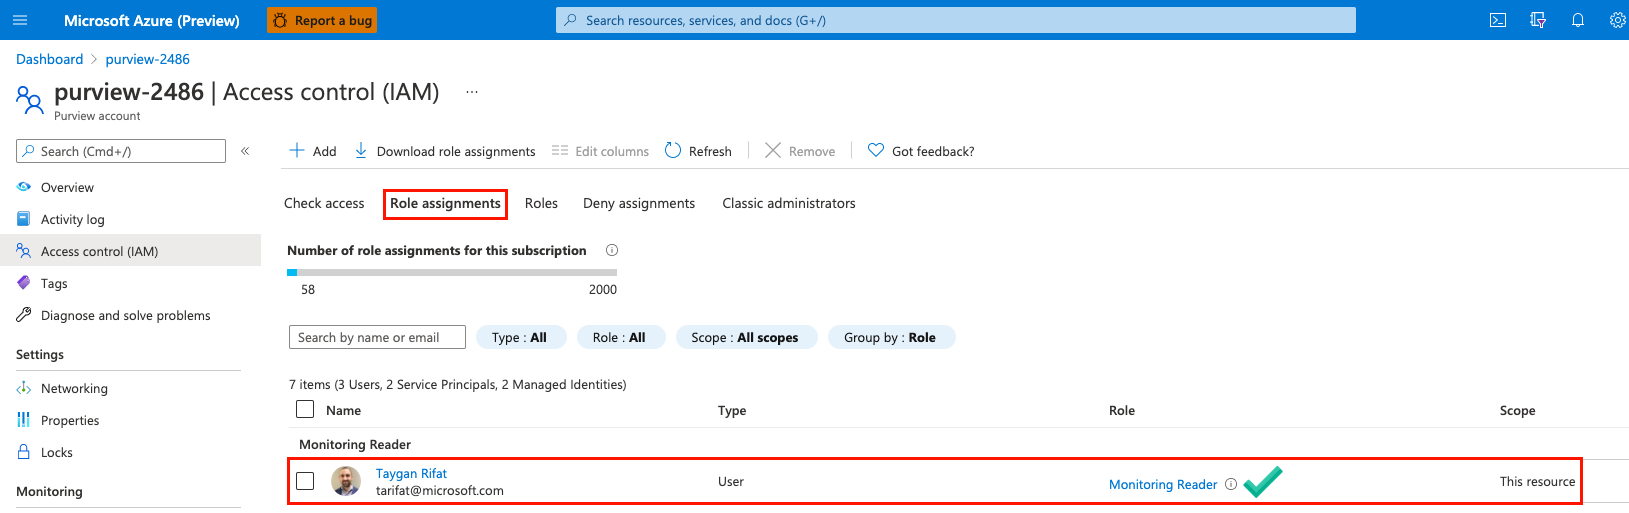 Microsoft Azure (Preview)
Report a bug
Search resources, services, and docs (G+/)
Dashboard > purview-2486
purview-2486 | Access control (IAM) ...
Purview account
Search (Cmd+/) «
Overview
Activity log
Access control (IAM)
Tags
Diagnose and solve problems
Settings
Networking
Properties
Locks
Monitoring
Add Download role assignments Edit columns Refresh Remove Got feedback?
Check access Role assignments Roles Deny assignments Classic administrators
Number of role assignments for this subscription
58 2000
Search by name or email Type : All Role : All Scope : All scopes Group by : Role
7 items (3 Users, 2 Service Principals, 2 Managed Identities)
Name Type Role Scope
Monitoring Reader
Taygan Rifat
tarifat@microsoft.com
User Monitoring Reader This resource